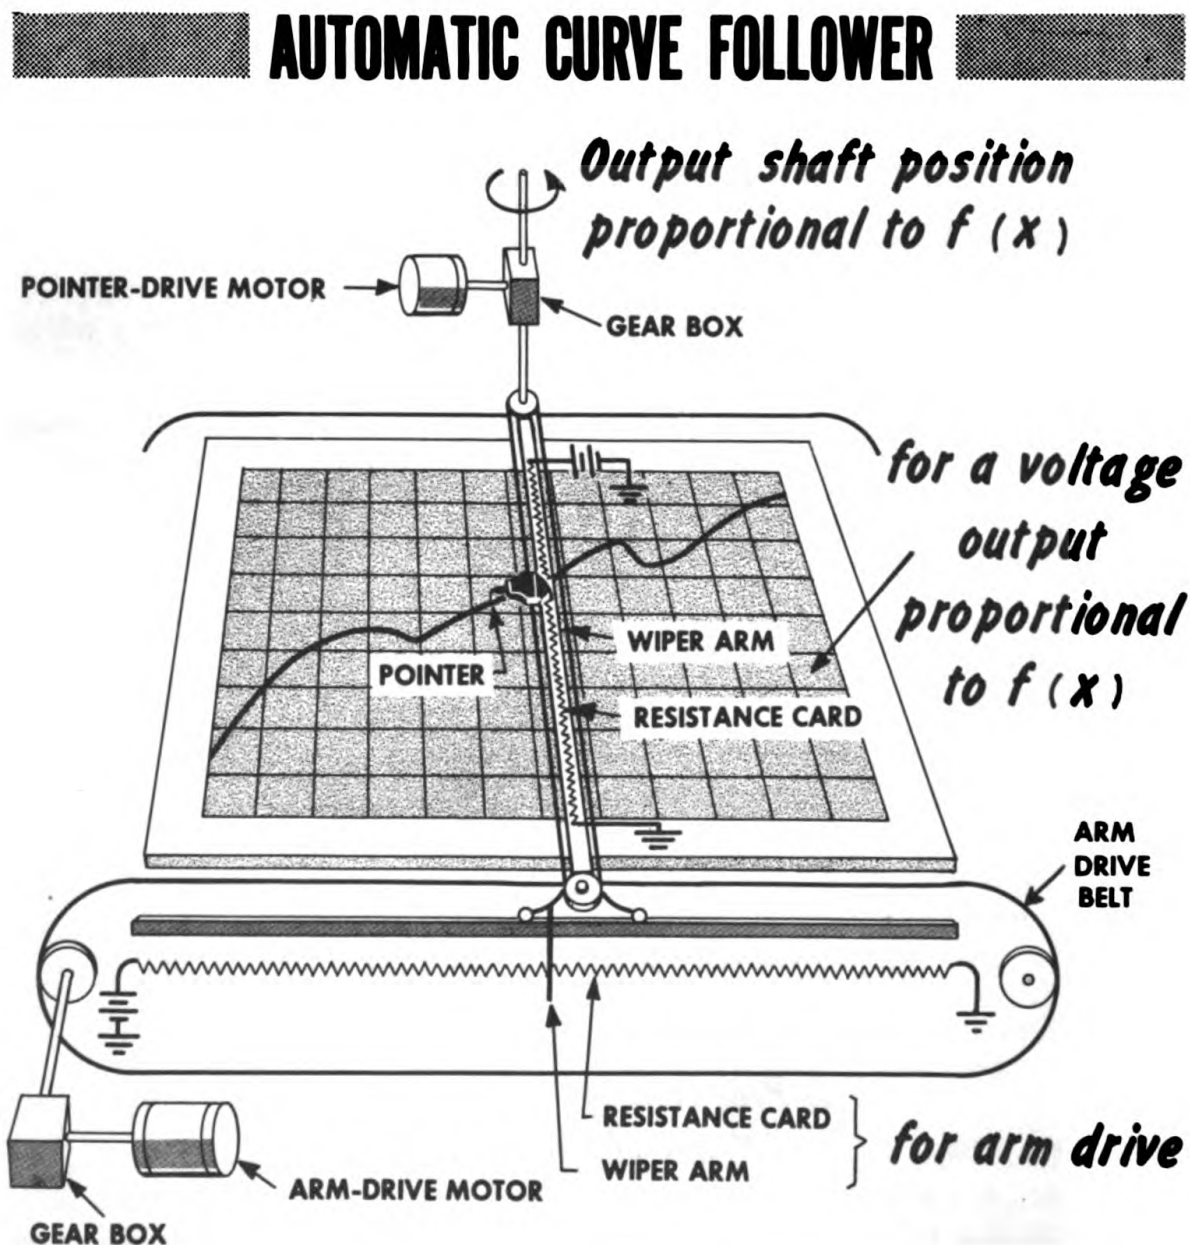 AUTOMATIC CURVE FOLLOWER
Output shaft position
proportional to f (x)
POINTER-DRIVE MOTOR
GEAR BOX
for a voltage
output
proportional
to f (x)
WIPER ARM
POINTER
RESISTANCE CARD
ARM
DRIVE
BELT
RESISTANCE CARD
WIPER ARM
for arm drive
ARM-DRIVE MOTOR
GEAR BOX